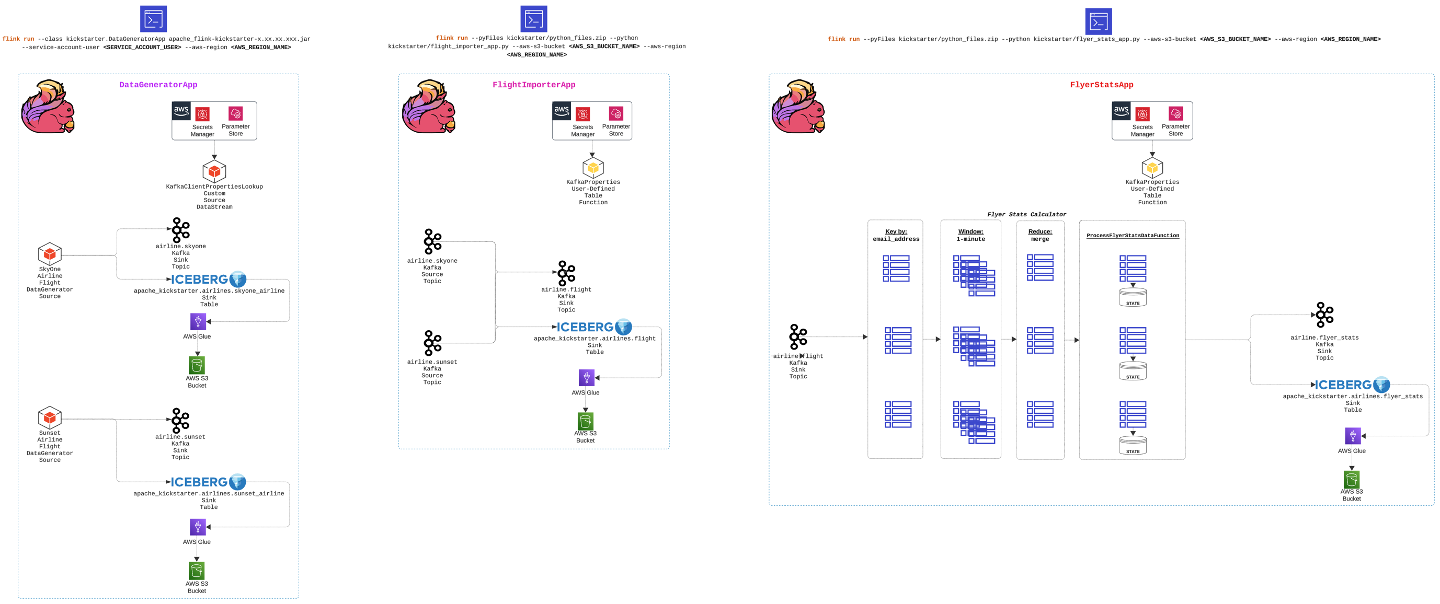 flink run --class kickstarter.DataGeneratorApp apache_flink-kickstarter-x.xx.xx.xxx.jar
--service-account-user <SERVICE_ACCOUNT_USER> --aws-region <AWS_REGION_NAME>
DataGeneratorApp
aws
Secrets
Manager
Parameter
Store
KafkaClientPropertiesLookup
Custom
Source
DataStream
SkyOne
Airline
Flight
DataGenerator
Source
airline.skyone
Kafka
Sink
Topic
ICEBERG
apache_kickstarter.airlines.skyone_airline
Sink
Table
AWS Glue
AWS S3
Bucket
Sunset
Airline
Flight
DataGenerator
Source
airline.sunset
Kafka
Sink
Topic
ICEBERG
apache_kickstarter.airlines.sunset_airline
Sink
Table
AWS Glue
AWS S3
Bucket
flink run --pyFiles kickstarter/python_files.zip --python
kickstarter/flight_importer_app.py --aws-s3-bucket <AWS_S3_BUCKET_NAME> --aws-region
<AWS_REGION_NAME>
FlightImporterApp
aws
Secrets
Manager
Parameter
Store
KafkaProperties
User-Defined
Table
Function
airline.skyone
Kafka
Source
Topic
airline.sunset
Kafka
Source
Topic
airline.flight
Kafka
Sink
Topic
ICEBERG
apache_kickstarter.airlines.flight
Sink
Table
AWS Glue
AWS S3
Bucket
flink run --pyFiles kickstarter/python_files.zip --python kickstarter/flyer_stats_app.py --aws-s3-bucket <AWS_S3_BUCKET_NAME> --aws-region <AWS_REGION_NAME>
FlyerStatsApp
aws
Secrets
Manager
Parameter
Store
KafkaProperties
User-Defined
Table
Function
airline.flight
Kafka
Sink
Topic
Flyer Stats Calculator
Key by:
email_address
Window:
1-minute
Reduce:
merge
ProcessFlyerStatsDataFunction
STATE
STATE
STATE
airline.flyer_stats
Kafka
Sink
Topic
ICEBERG
apache_kickstarter.airlines.flyer_stats
Sink
Table
AWS Glue
AWS S3
Bucket